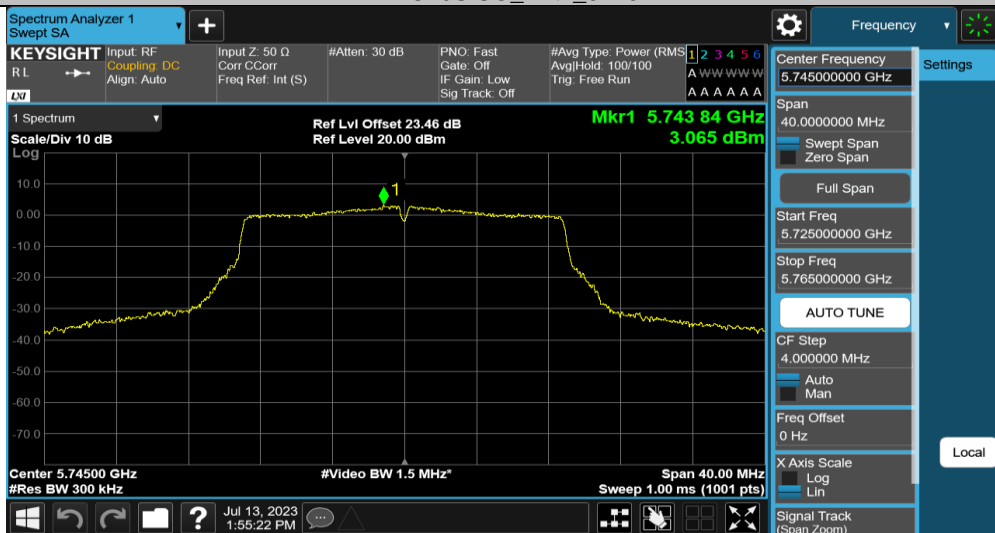 Spectrum Analyzer 1
Swept SA
+
Frequency
KEYSIGHT
R L
LXI
Input: RF
Coupling: DC
Align: Auto
Input Z: 50 Ω
Corr CCorr
Freq Ref: Int (S)
#Atten: 30 dB
PNO: Fast
Gate: Off
IF Gain: Low
Sig Track: Off
#Avg Type: Power (RMS
Avg|Hold: 100/100
Trig: Free Run
1 2 3 4 5 6
A W W W W W
A A A A A A
1 Spectrum
Scale/Div 10 dB
Log
Ref Lvl Offset 23.46 dB
Ref Level 20.00 dBm
Mkr1 5.743 84 GHz
3.065 dBm
1
10.0
0.00
-10.0
-20.0
-30.0
-40.0
-50.0
-60.0
-70.0
Center 5.74500 GHz
#Res BW 300 kHz
#Video BW 1.5 MHz*
Span 40.00 MHz
Sweep 1.00 ms (1001 pts)
Center Frequency
5.745000000 GHz
Span
40.0000000 MHz
Swept Span
Zero Span
Full Span
Start Freq
5.725000000 GHz
Stop Freq
5.765000000 GHz
AUTO TUNE
CF Step
4.000000 MHz
Auto
Man
Freq Offset
0 Hz
X Axis Scale
Log
Lin
Signal Track
(Span Zoom)
Settings
Local
?
Jul 13, 2023
1:55:22 PM